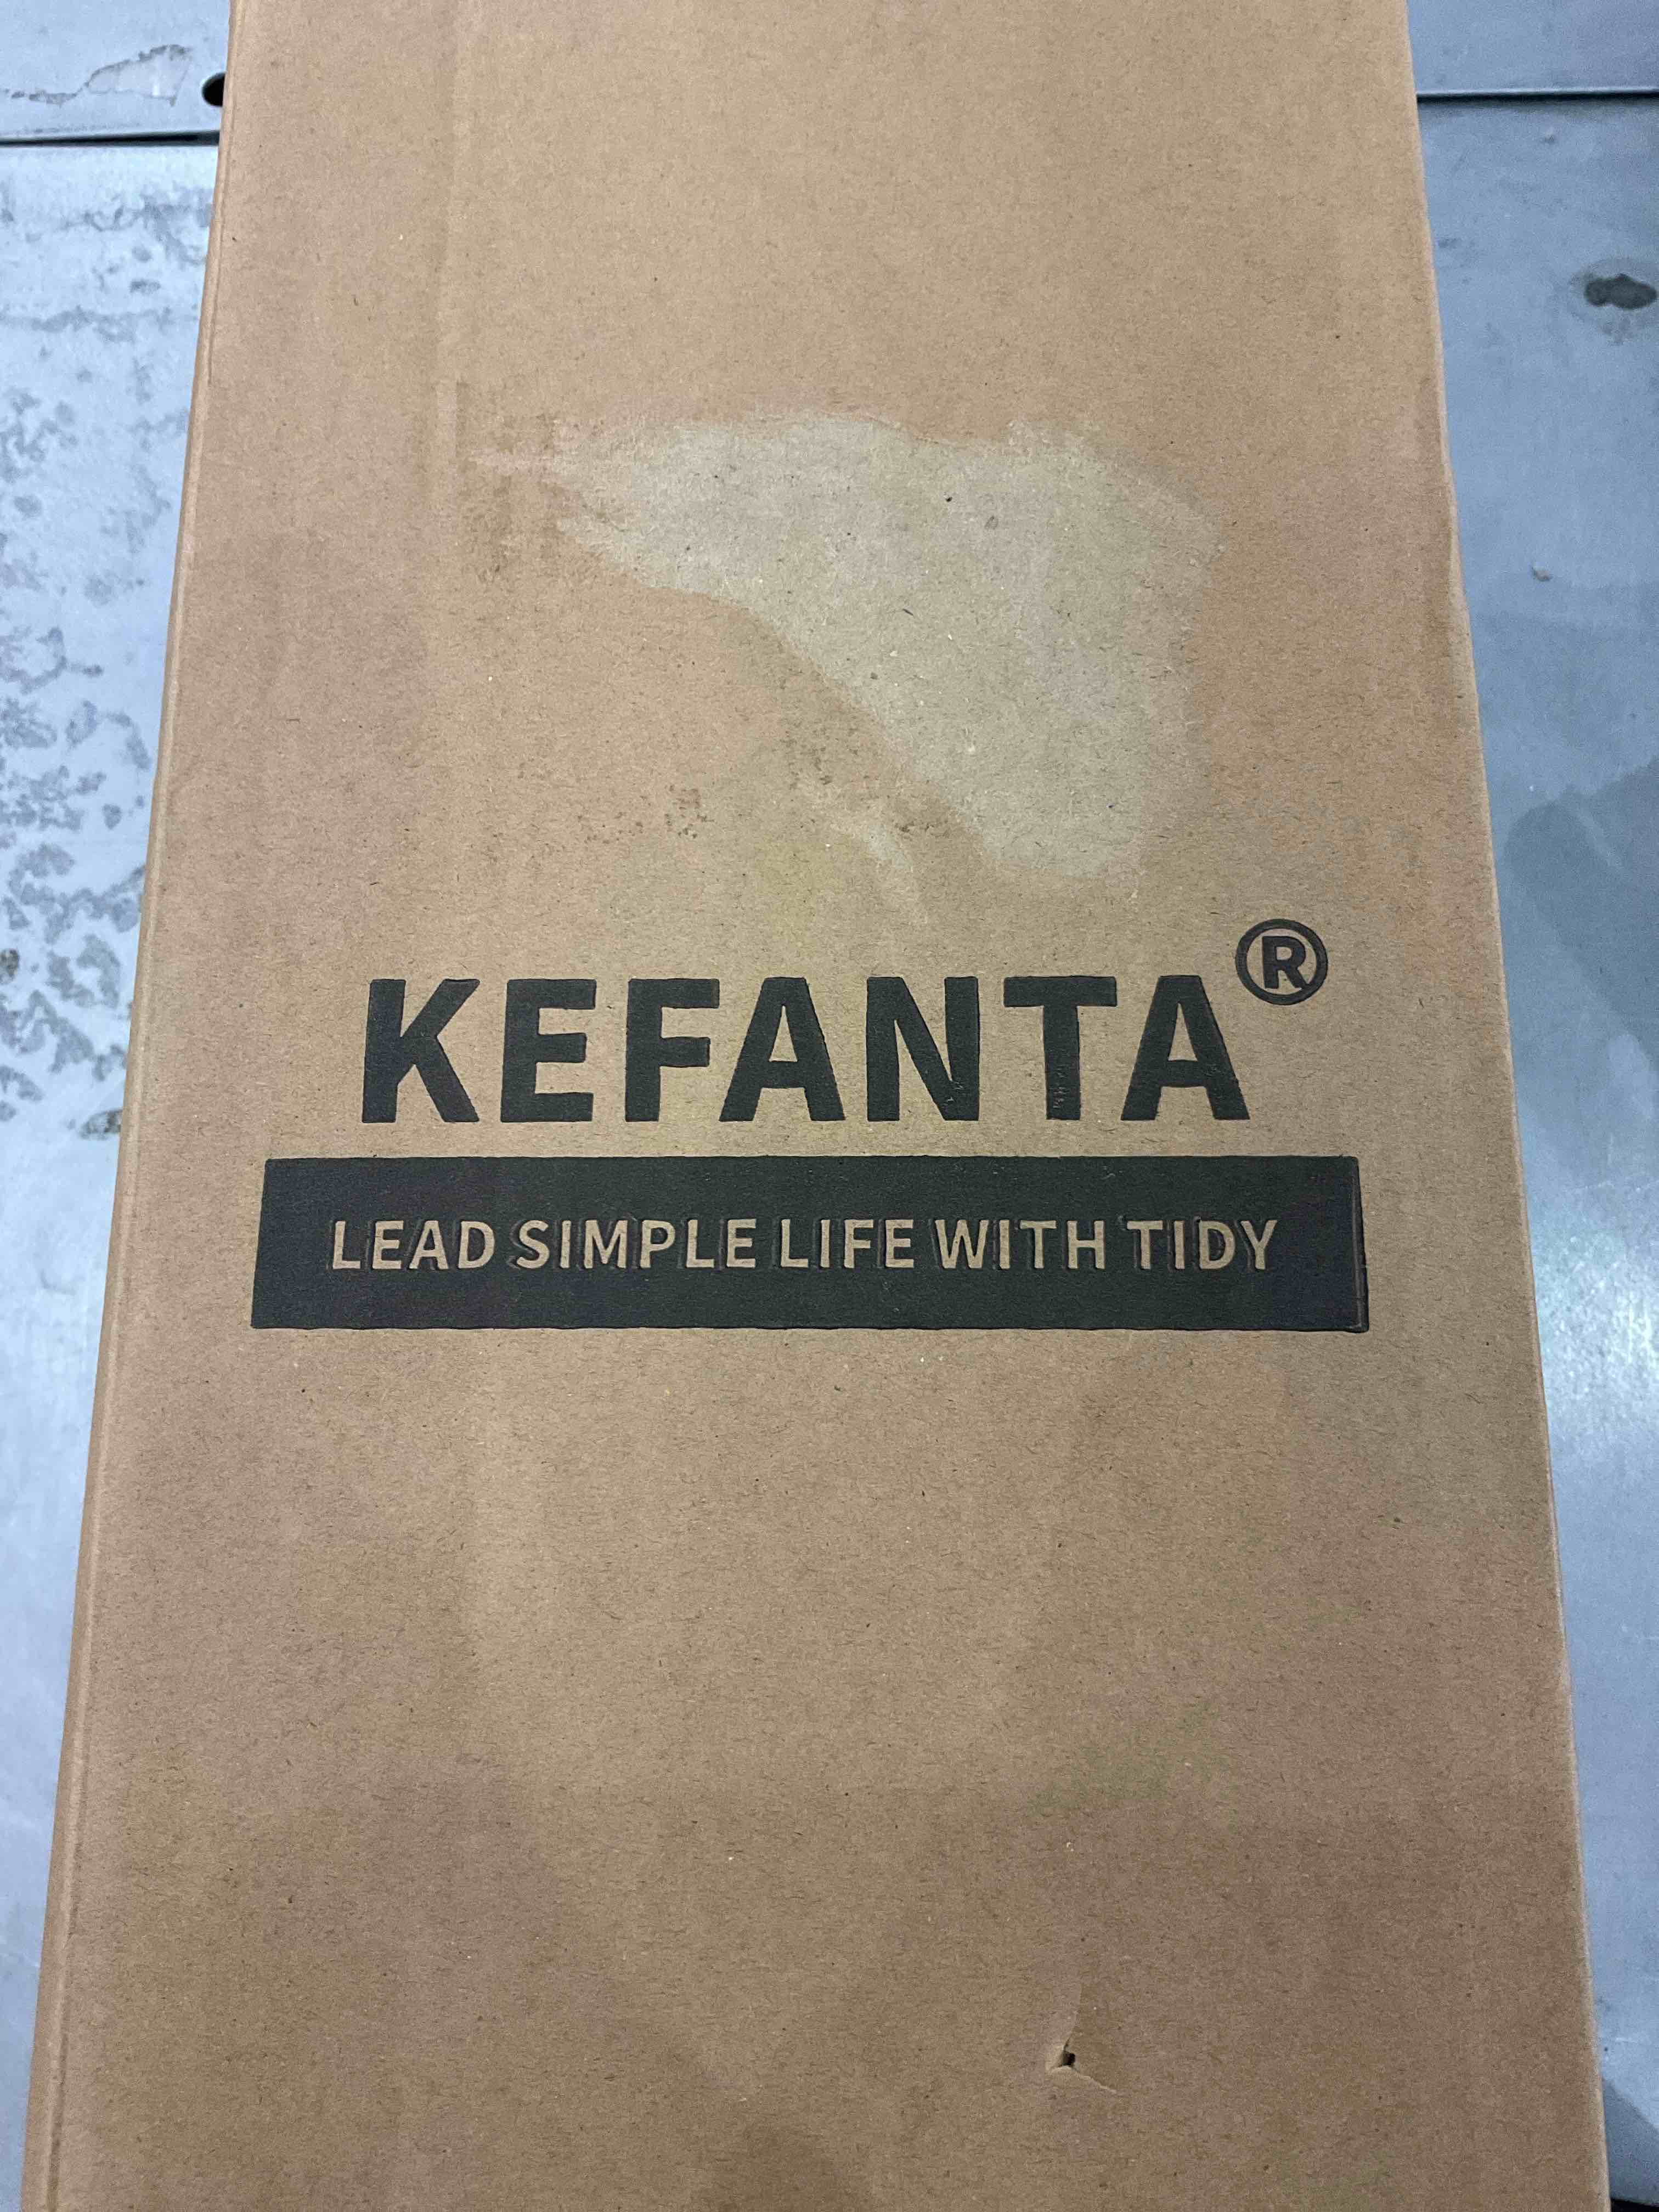 KEFANTA®
LEAD SIMPLE LIFE WITH TIDY